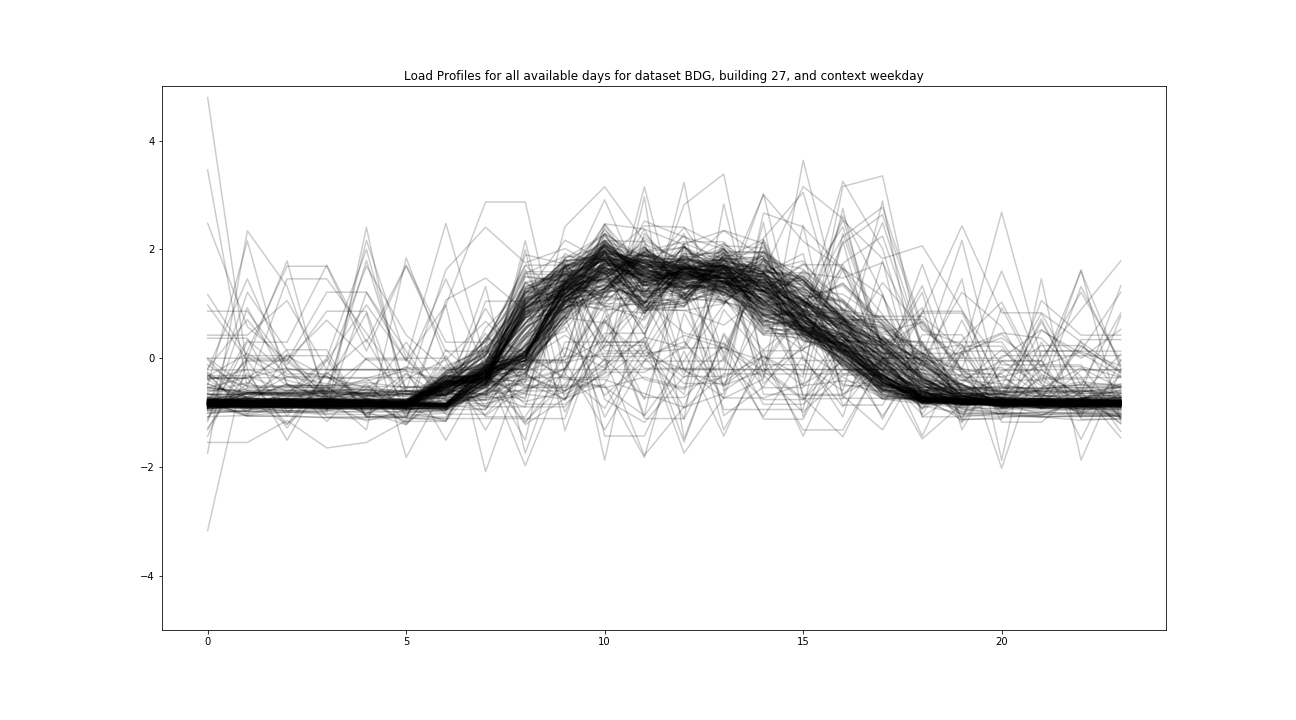 Load Profiles for all available days for dataset BDG, building 27, and context weekday
4
2
0
−2
−4
0 5 10 15 20